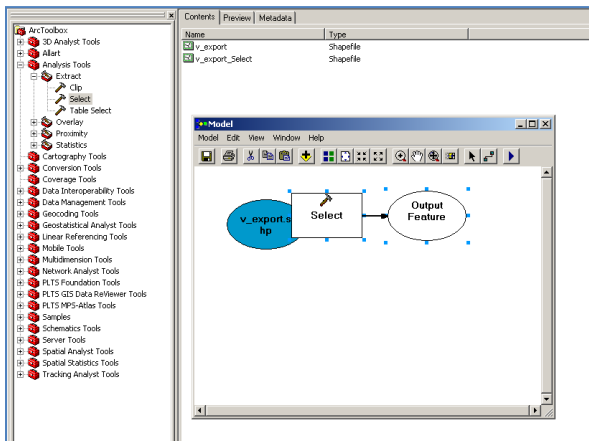 ArcToolbox
3D Analyst Tools
Allart
Analysis Tools
Extract
Clip
Select
Table Select
Overlay
Proximity
Statistics
Cartography Tools
Conversion Tools
Coverage Tools
Data Interoperability Tools
Data Management Tools
Geocoding Tools
Geostatistical Analyst Tools
Linear Referencing Tools
Mobile Tools
Multidimension Tools
Network Analyst Tools
PLTS Foundation Tools
PLTS GIS Data ReViewer Tools
PLTS MPS-Atlas Tools
Samples
Schematics Tools
Server Tools
Spatial Analyst Tools
Spatial Statistics Tools
Tracking Analyst Tools
Contents Preview Metadata
Name Type
v_export Shapefile
v_export_Select Shapefile
Model
Model Edit View Window Help
v_export.s
hp
Select
Output
Feature